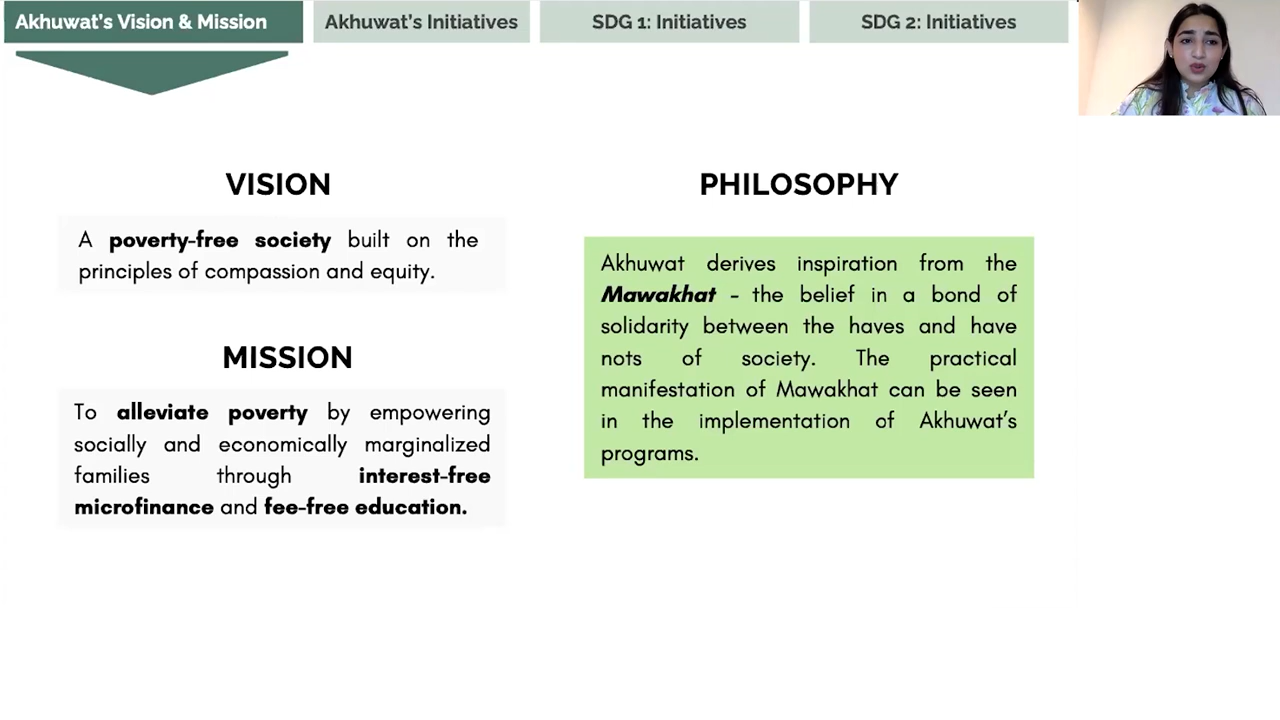 Akhuwat's Vision & Mission
Akhuwat's Initiatives
SDG 1: Initiatives
SDG 2: Initiatives
VISION
A poverty-free society built on the
principles of compassion and equity.
MISSION
To alleviate poverty by empowering
socially and economically marginalized
families through interest-free
microfinance and fee-free education.
PHILOSOPHY
Akhuwat derives inspiration from the
Mawakhat - the belief in a bond of
solidarity between the haves and have
nots of society. The practical
manifestation of Mawakhat can be seen
in the implementation of Akhuwat's
programs.